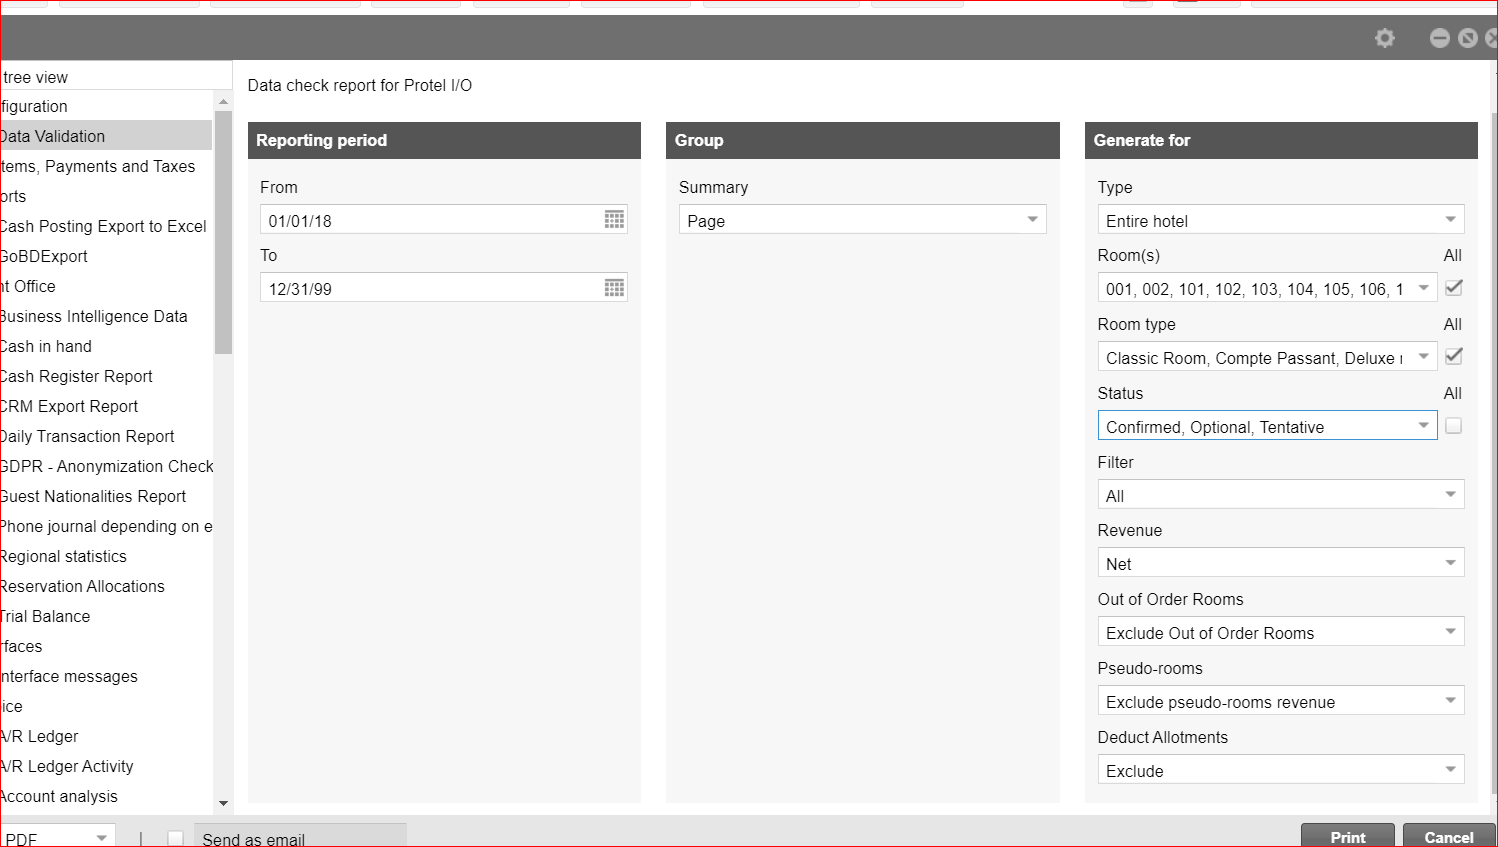 tree view
figuration
Data Validation
Items, Payments and Taxes
orts
Cash Posting Export to Excel
GoBDExport
nt Office
Business Intelligence Data
Cash in hand
Cash Register Report
CRM Export Report
Daily Transaction Report
GDPR - Anonymization Check
Guest Nationalities Report
Phone journal depending on e
Regional statistics
Reservation Allocations
Trial Balance
rfaces
Interface messages
ice
A/R Ledger
A/R Ledger Activity
Account analysis
Data check report for Protel I/O
Reporting period
From
01/01/18
To
12/31/99
Group
Summary
Page
Generate for
Type
Entire hotel
Room(s) All
001, 002, 101, 102, 103, 104, 105, 106, 1
Room type All
Classic Room, Compte Passant, Deluxe r
Status All
Confirmed, Optional, Tentative
Filter
All
Revenue
Net
Out of Order Rooms
Exclude Out of Order Rooms
Pseudo-rooms
Exclude pseudo-rooms revenue
Deduct Allotments
Exclude
PDF | Send as email Print Cancel